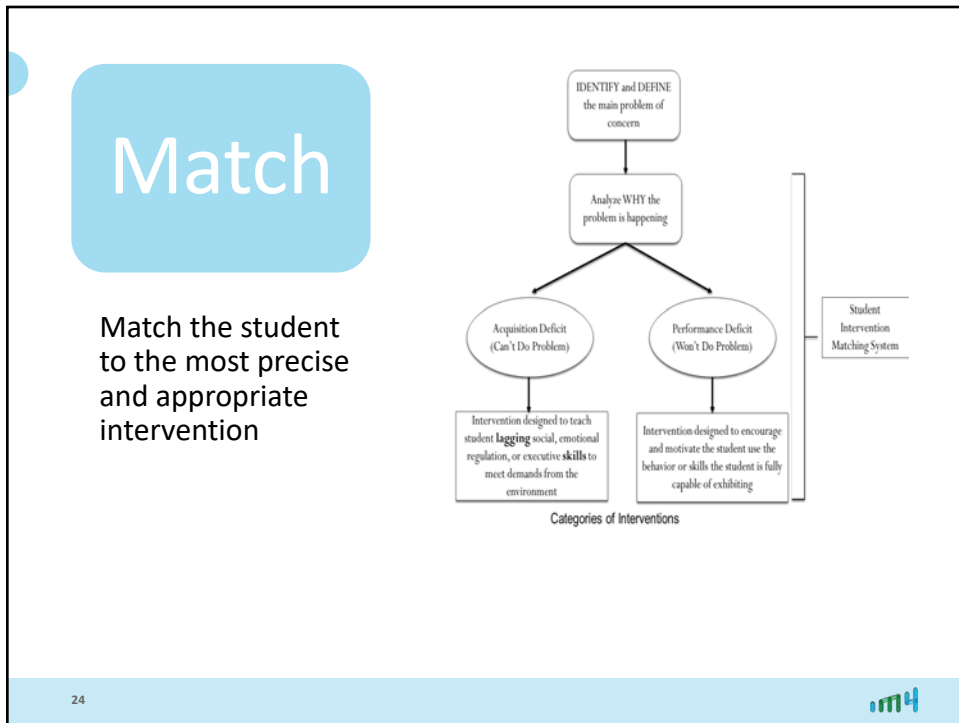 Match
Match the student
to the most precise
and appropriate
intervention
IDENTIFY and DEFINE
the main problem of
concern
Analyze WHY the
problem is happening
Acquisition Deficit
(Can't Do Problem)
Performance Deficit
(Won't Do Problem)
Student
Intervention
Matching System
Intervention designed to teach
student lagging social, emotional
regulation, or executive skills to
meet demands from the
environment
Intervention designed to encourage
and motivate the student use the
behavior or skills the student is fully
capable of exhibiting
Categories of Interventions
24
im4